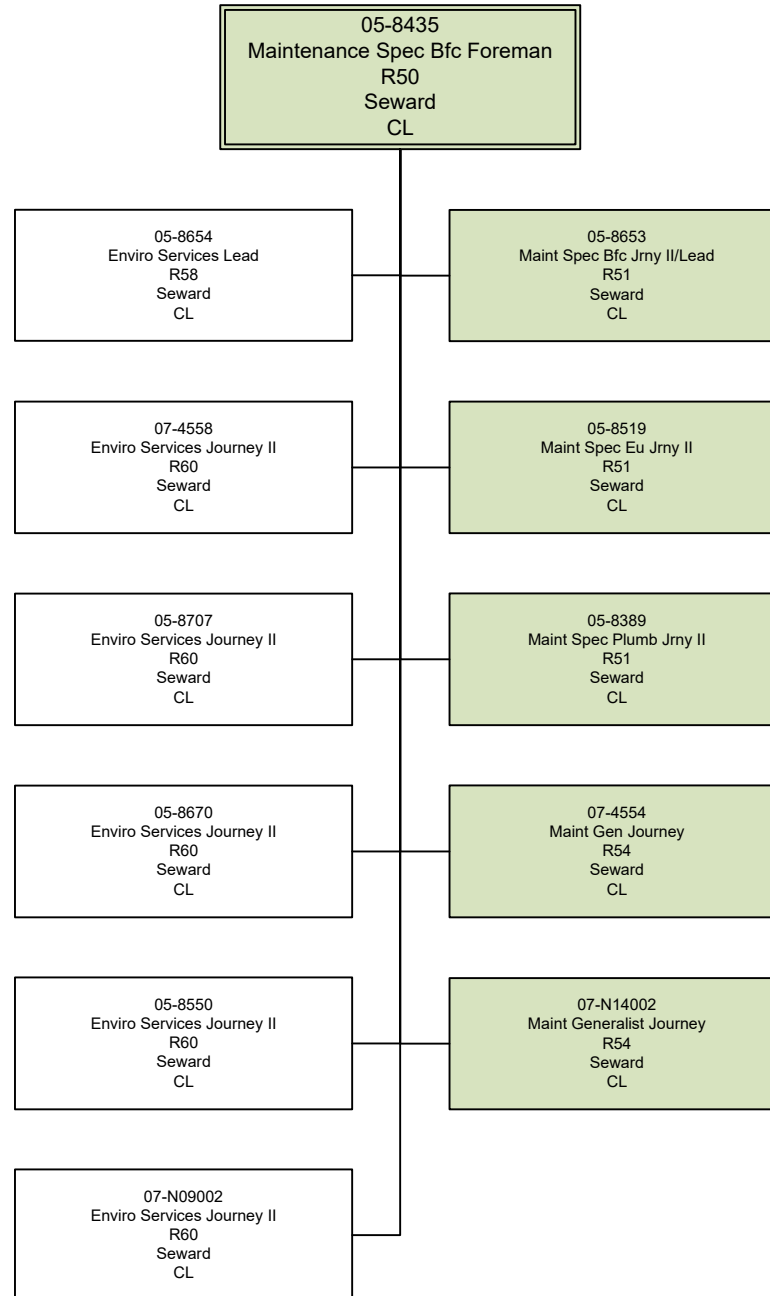 05-8435
Maintenance Spec Bfc Foreman
R50
Seward
CL
05-8654
Enviro Services Lead
R58
Seward
CL
05-8653
Maint Spec Bfc Jrny II/Lead
R51
Seward
CL
07-4558
Enviro Services Journey II
R60
Seward
CL
05-8519
Maint Spec Eu Jrny II
R51
Seward
CL
05-8707
Enviro Services Journey II
R60
Seward
CL
05-8389
Maint Spec Plumb Jrny II
R51
Seward
CL
05-8670
Enviro Services Journey II
R60
Seward
CL
07-4554
Maint Gen Journey
R54
Seward
CL
05-8550
Enviro Services Journey II
R60
Seward
CL
07-N14002
Maint Generalist Journey
R54
Seward
CL
07-N09002
Enviro Services Journey II
R60
Seward
CL